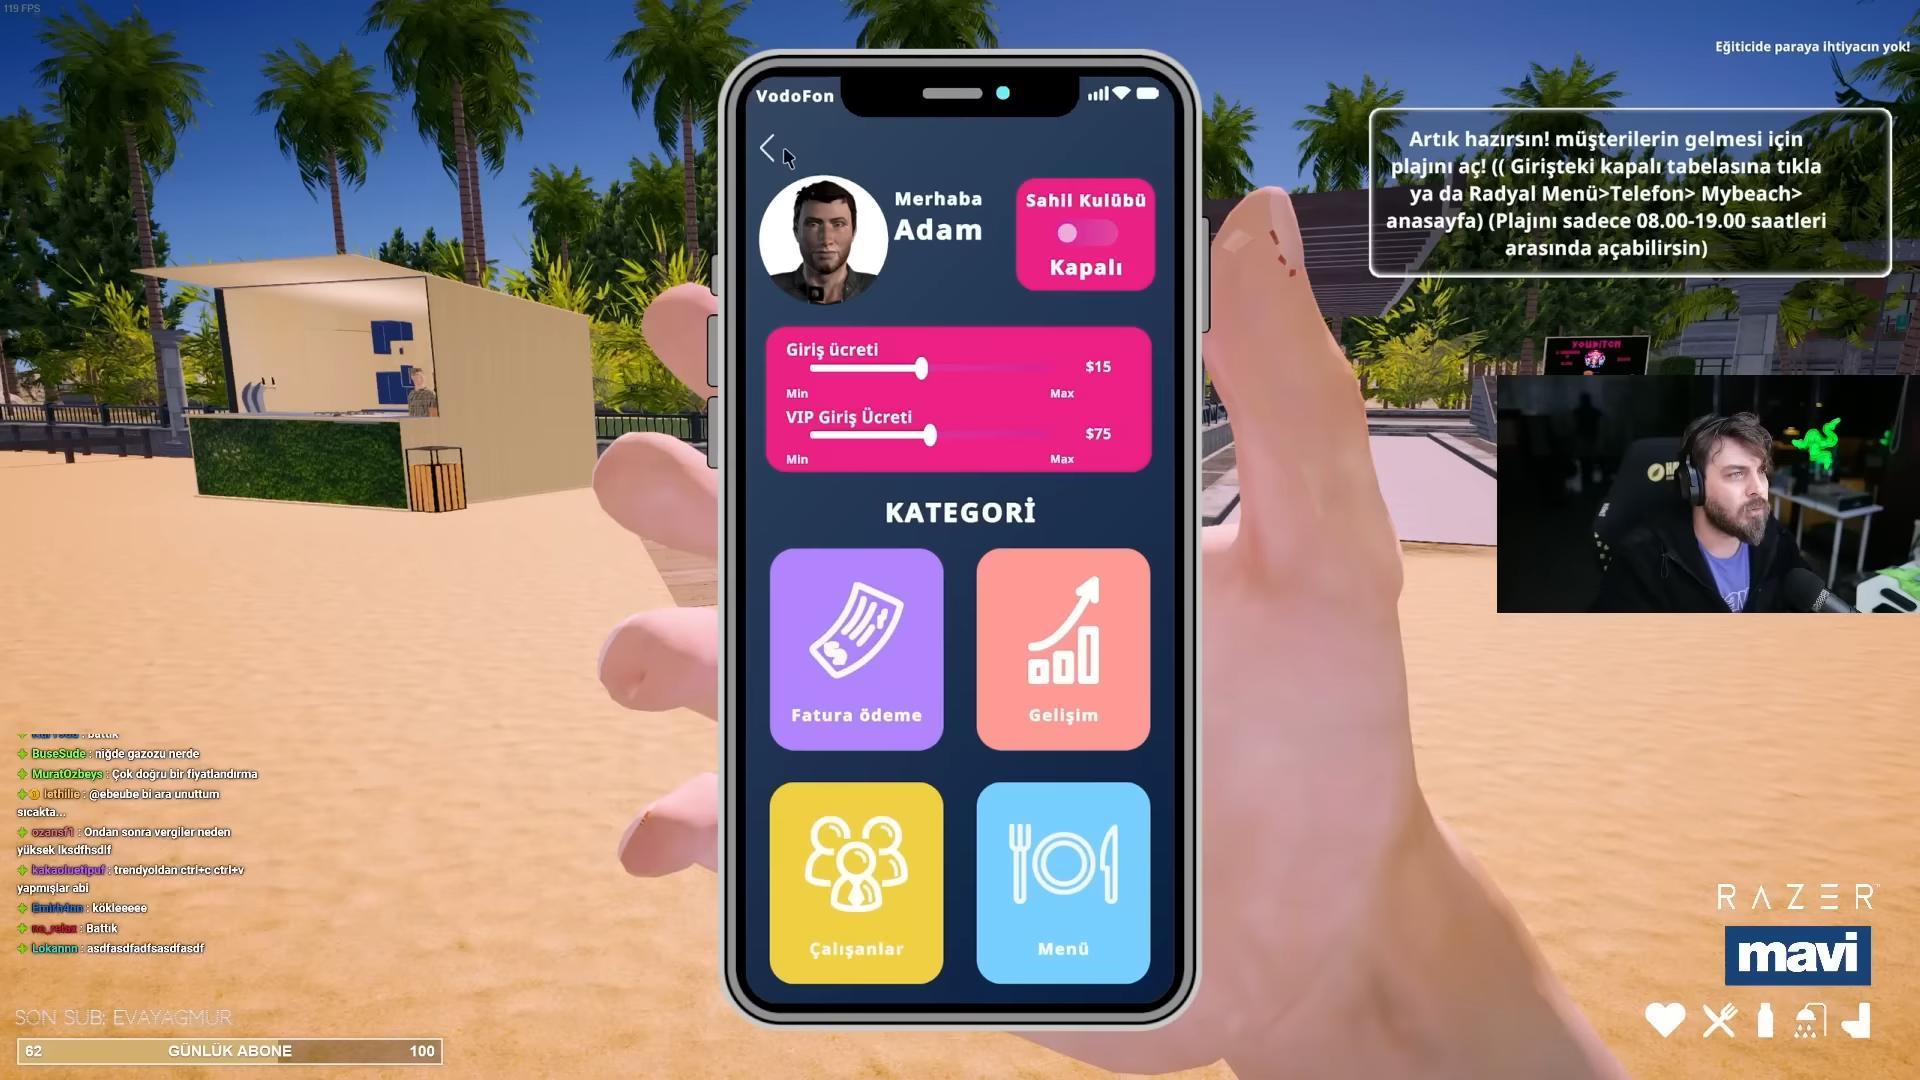 119 FPS
Eğiticide paraya ihtiyacın yok!
Artık hazırsın! müşterilerin gelmesi için
plajını aç! (( Girişteki kapalı tabelasına tıkla
ya da Radyal Menü>Telefon> Mybeach>
anasayfa) (Plajını sadece 08.00-19.00 saatleri
arasında açabilirsin)
VodoFon
Merhaba
Adam
Sahil Kulübü
Kapalı
Giriş ücreti
$15
Min
Max
VIP Giriş Ücreti
$75
Min
Max
KATEGORİ
Fatura ödeme
Gelişim
Çalışanlar
Menü
battık
BuseSude : niğde gazozu nerde
MuratOzbeys : Çok doğru bir fiyatlandırma
lethilie : @ebeube bi ara unuttum
sıcakta...
ozansf1 : Ondan sonra vergiler neden
yüksek lksdfhsdlf
kakaoluetipuf : trendyoldan ctrl+c ctrl+v
yapmışlar abi
Emirh4nn : kökleeeee
no_relax : Battık
Lokannn : asdfasdfadfsasdfasdf
SON SUB: EVAYAGMUR
62 GÜNLÜK ABONE 100
RAZER
mavi